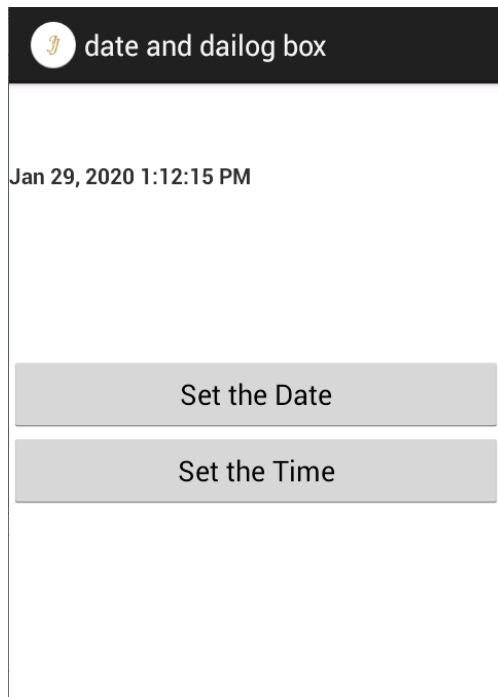 date and dailog box
Jan 29, 2020 1:12:15 PM
Set the Date
Set the Time